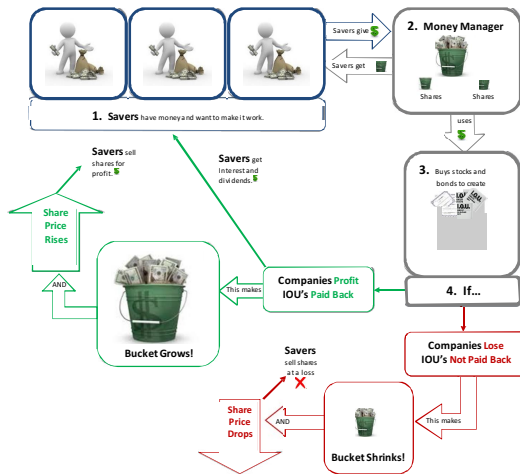 Savers give $
Savers get
1. Savers have money and want to make it work.
2. Money Manager
Shares
Shares
uses
$
3.
Buys stocks and
bonds to create
I.O.U.
I.O.U.
4. If…
Savers sell
shares for
profit. $
Savers get
Interest and
dividends. $
Share
Price
Rises
AND
Bucket Grows!
This makes
Companies Profit
IOU's Paid Back
Companies Lose
IOU's Not Paid Back
This makes
Bucket Shrinks!
AND
Share
Price
Drops
Savers
sell shares
at a loss